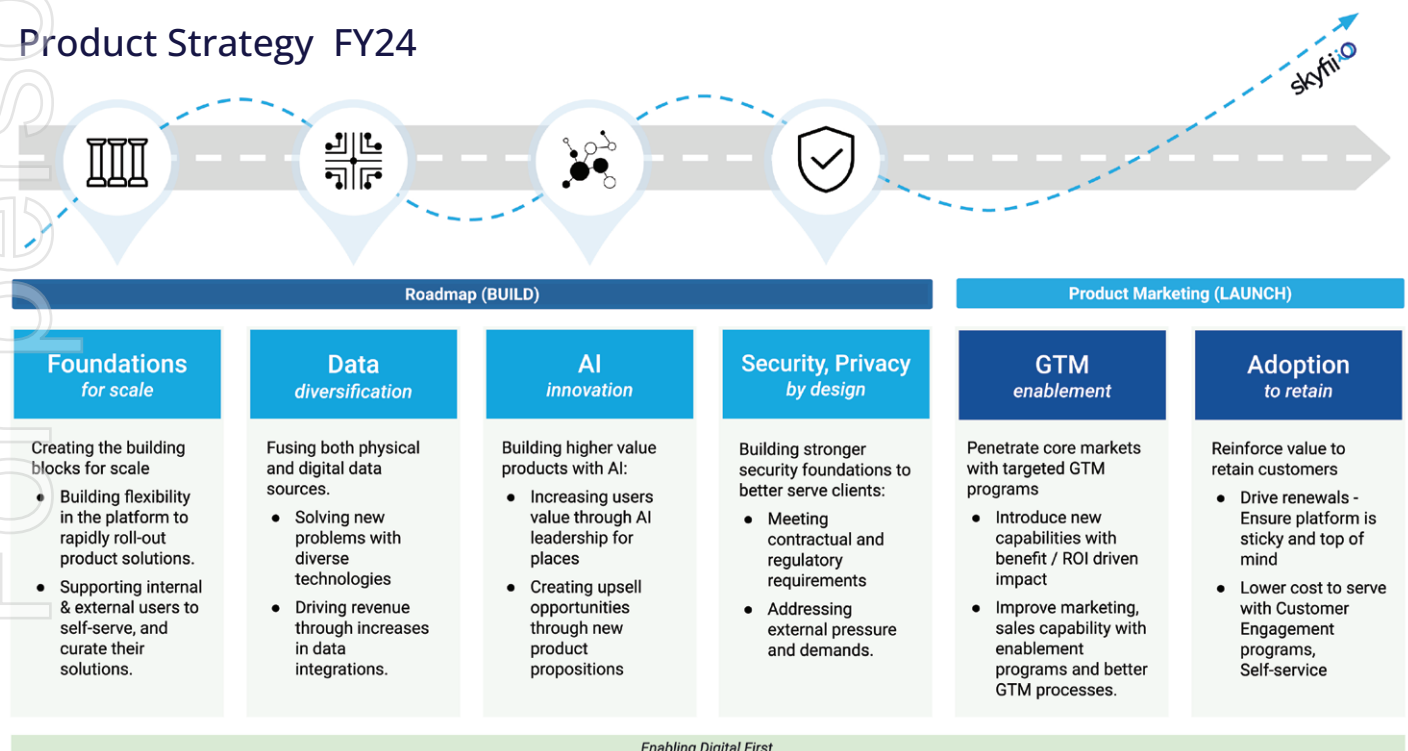 Product Strategy FY24
skyfii
Roadmap (BUILD)
Product Marketing (LAUNCH)
Foundations
for scale
Creating the building
blocks for scale
● Building flexibility
in the platform to
rapidly roll-out
product solutions.
● Supporting internal
& external users to
self-serve, and
curate their
solutions.
Data
diversification
Fusing both physical
and digital data
sources.
● Solving new
problems with
diverse
technologies
● Driving revenue
through increases
in data
integrations.
AI
innovation
Building higher value
products with AI:
● Increasing users
value through AI
leadership for
places
● Creating upsell
opportunities
through new
product
propositions
Security, Privacy
by design
Building stronger
security foundations to
better serve clients:
● Meeting
contractual and
regulatory
requirements
● Addressing
external pressure
and demands.
GTM
enablement
Penetrate core markets
with targeted GTM
programs
● Introduce new
capabilities with
benefit / ROI driven
impact
● Improve marketing,
sales capability with
enablement
programs and better
GTM processes.
Adoption
to retain
Reinforce value to
retain customers
● Drive renewals -
Ensure platform is
sticky and top of
mind
● Lower cost to serve
with Customer
Engagement
programs,
Self-service
Enabling Digital First
For